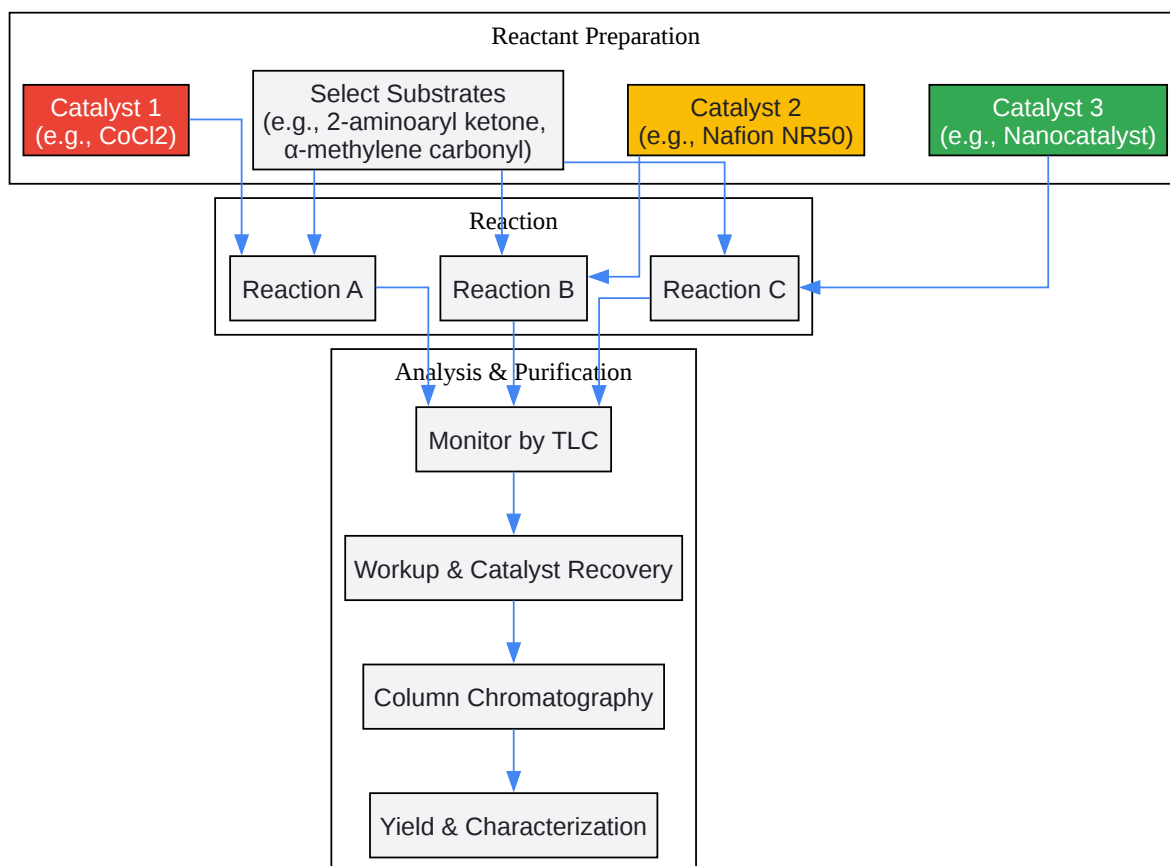 Reactant Preparation
Catalyst 1
(e.g., CoCl2)
Select Substrates
(e.g., 2-aminoaryl ketone,
α-methylene carbonyl)
Catalyst 2
(e.g., Nafion NR50)
Catalyst 3
(e.g., Nanocatalyst)
Reaction
Reaction A
Reaction B
Reaction C
Analysis & Purification
Monitor by TLC
Workup & Catalyst Recovery
Column Chromatography
Yield & Characterization